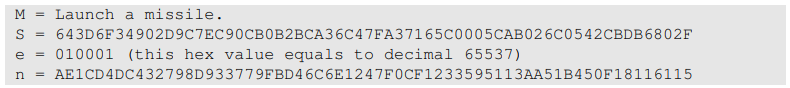 M = Launch a missile.
S = 643D6F34902D9C7EC90CB0B2BCA36C47FA37165C0005CAB026C0542CBDB6802F
e = 010001 (this hex value equals to decimal 65537)
n = AE1CD4DC432798D933779FBD46C6E1247F0CF1233595113AA51B450F18116115